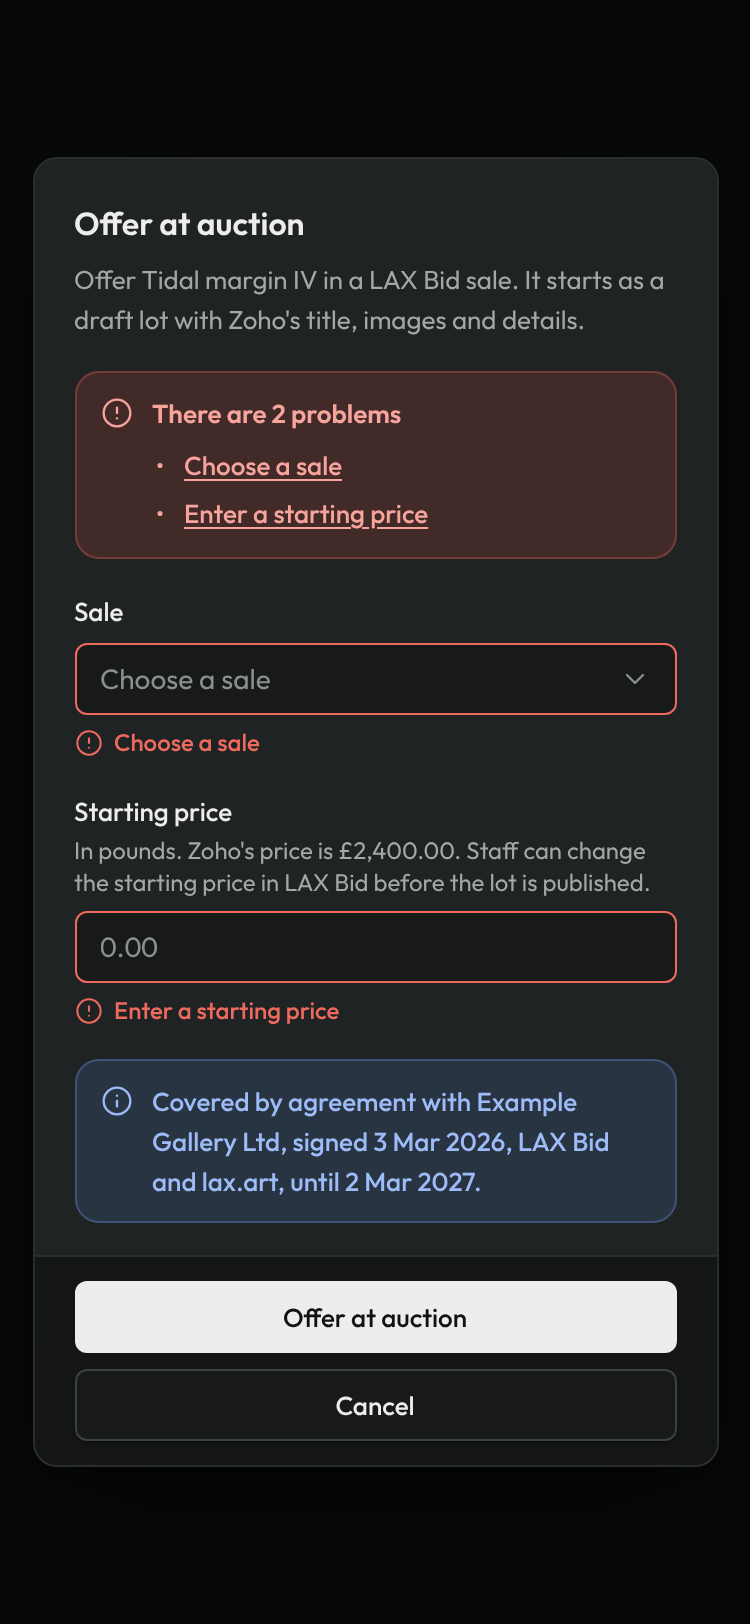 Offer at auction
Offer Tidal margin IV in a LAX Bid sale. It starts as a
draft lot with Zoho's title, images and details.
There are 2 problems
• Choose a sale
• Enter a starting price
Sale
Choose a sale
Choose a sale
Starting price
In pounds. Zoho's price is £2,400.00. Staff can change
the starting price in LAX Bid before the lot is published.
0.00
Enter a starting price
Covered by agreement with Example
Gallery Ltd, signed 3 Mar 2026, LAX Bid
and lax.art, until 2 Mar 2027.
Offer at auction
Cancel